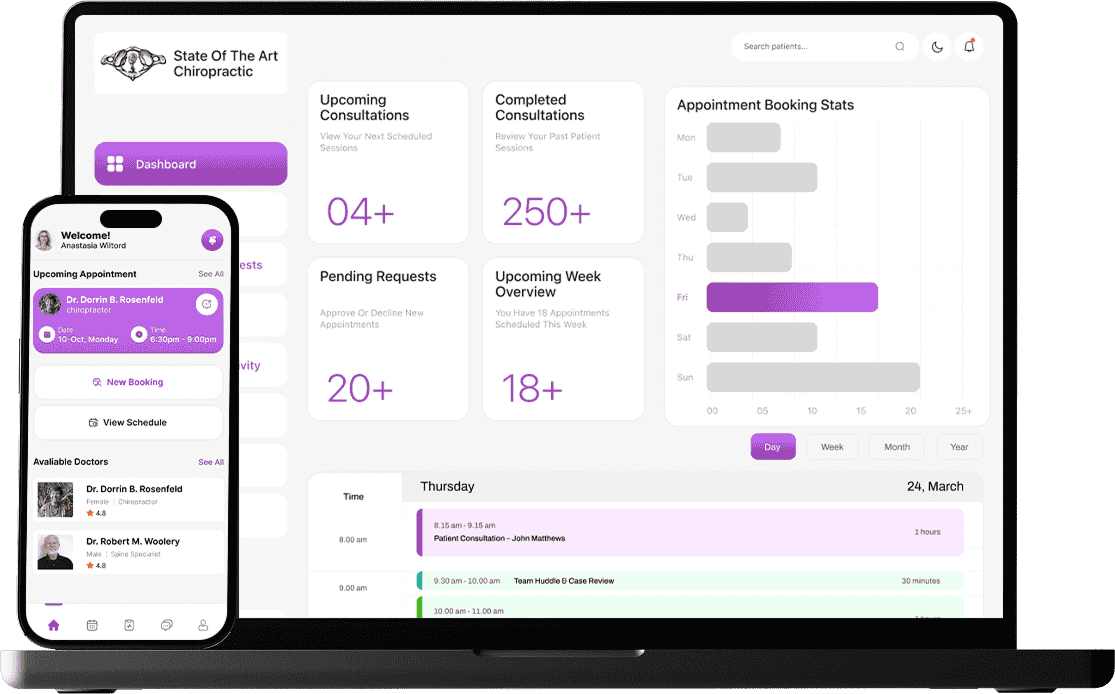 State Of The Art
Chiropractic
Search patients...
Dashboard
ests
vity
Upcoming
Consultations
View Your Next Scheduled
Sessions
04+
Completed
Consultations
Review Your Past Patient
Sessions
250+
Pending Requests
Approve Or Decline New
Appointments
20+
Upcoming Week
Overview
You Have 18 Appointments
Scheduled This Week
18+
Appointment Booking Stats
Mon
Tue
Wed
Thu
Fri
Sat
Sun
00 05 10 15 20 25+
Day Week Month Year
Time
Thursday 24, March
8.00 am
8.15 am - 9.15 am
Patient Consultation – John Matthews
1 hours
9.00 am
9.30 am - 10.00 am Team Huddle & Case Review 30 minutes
10.00 am - 11.00 am
Welcome!
Anastasia Wiltord
Upcoming Appointment See All
Dr. Dorrin B. Rosenfeld
chiropractor
Date Time
10-Oct, Monday 6:30pm - 9:00pm
New Booking
View Schedule
Avaliable Doctors See All
Dr. Dorrin B. Rosenfeld
Female | Chiropractor
4.8
Dr. Robert M. Woolery
Male | Spine Specialist
4.8